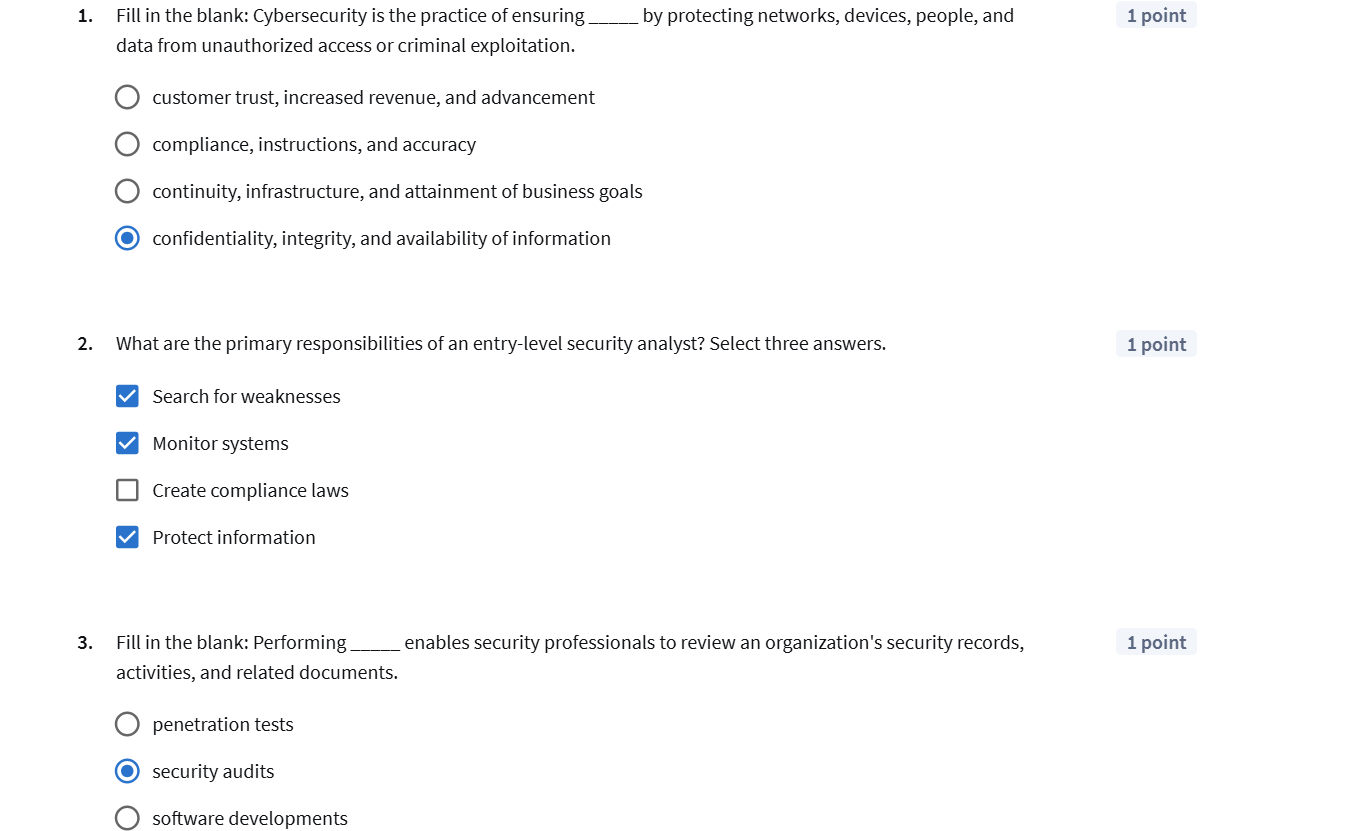 1. Fill in the blank: Cybersecurity is the practice of ensuring _____ by protecting networks, devices, people, and 1 point
data from unauthorized access or criminal exploitation.
customer trust, increased revenue, and advancement
compliance, instructions, and accuracy
continuity, infrastructure, and attainment of business goals
confidentiality, integrity, and availability of information
2. What are the primary responsibilities of an entry-level security analyst? Select three answers. 1 point
Search for weaknesses
Monitor systems
Create compliance laws
Protect information
3. Fill in the blank: Performing _____ enables security professionals to review an organization's security records, 1 point
activities, and related documents.
penetration tests
security audits
software developments